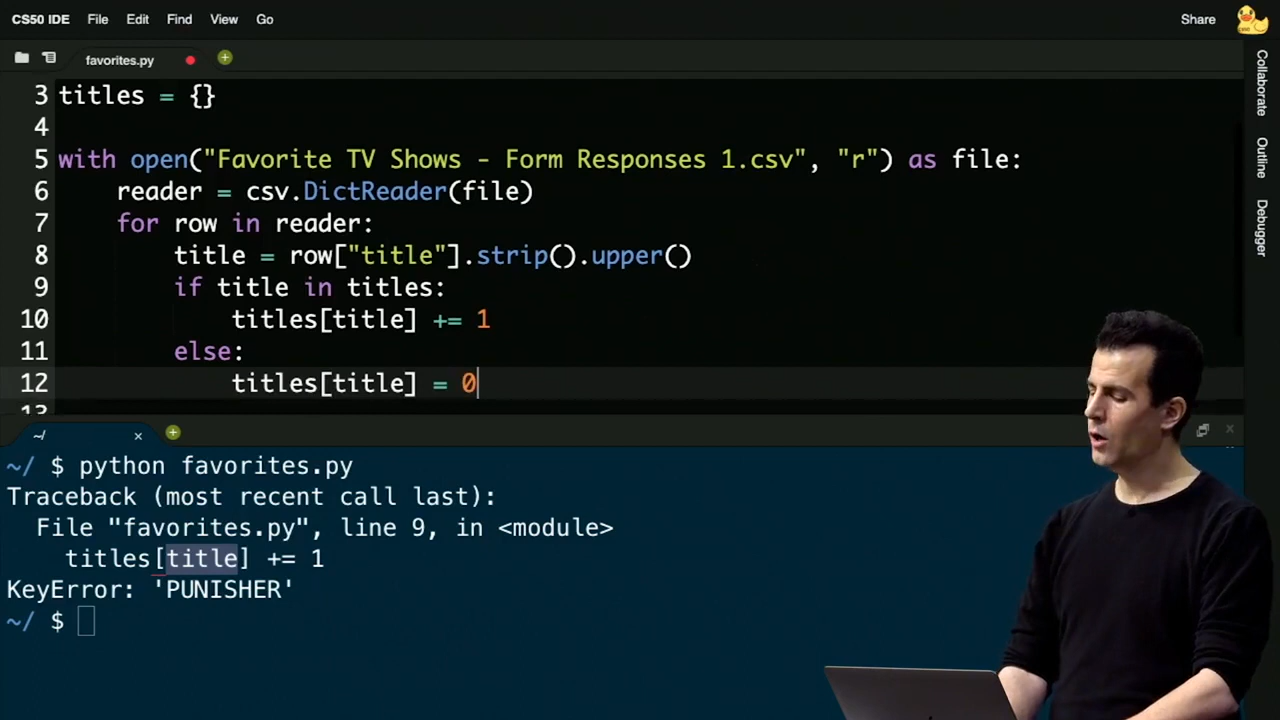 CS50 IDE File Edit Find View Go Share
favorites.py
Collaborate
Outline
Debugger
3 titles = {}
4
5 with open("Favorite TV Shows - Form Responses 1.csv", "r") as file:
6 reader = csv.DictReader(file)
7 for row in reader:
8 title = row["title"].strip().upper()
9 if title in titles:
10 titles[title] += 1
11 else:
12 titles[title] = 0
13
~/
~/ $ python favorites.py
Traceback (most recent call last):
File "favorites.py", line 9, in <module>
titles[title] += 1
KeyError: 'PUNISHER'
~/ $